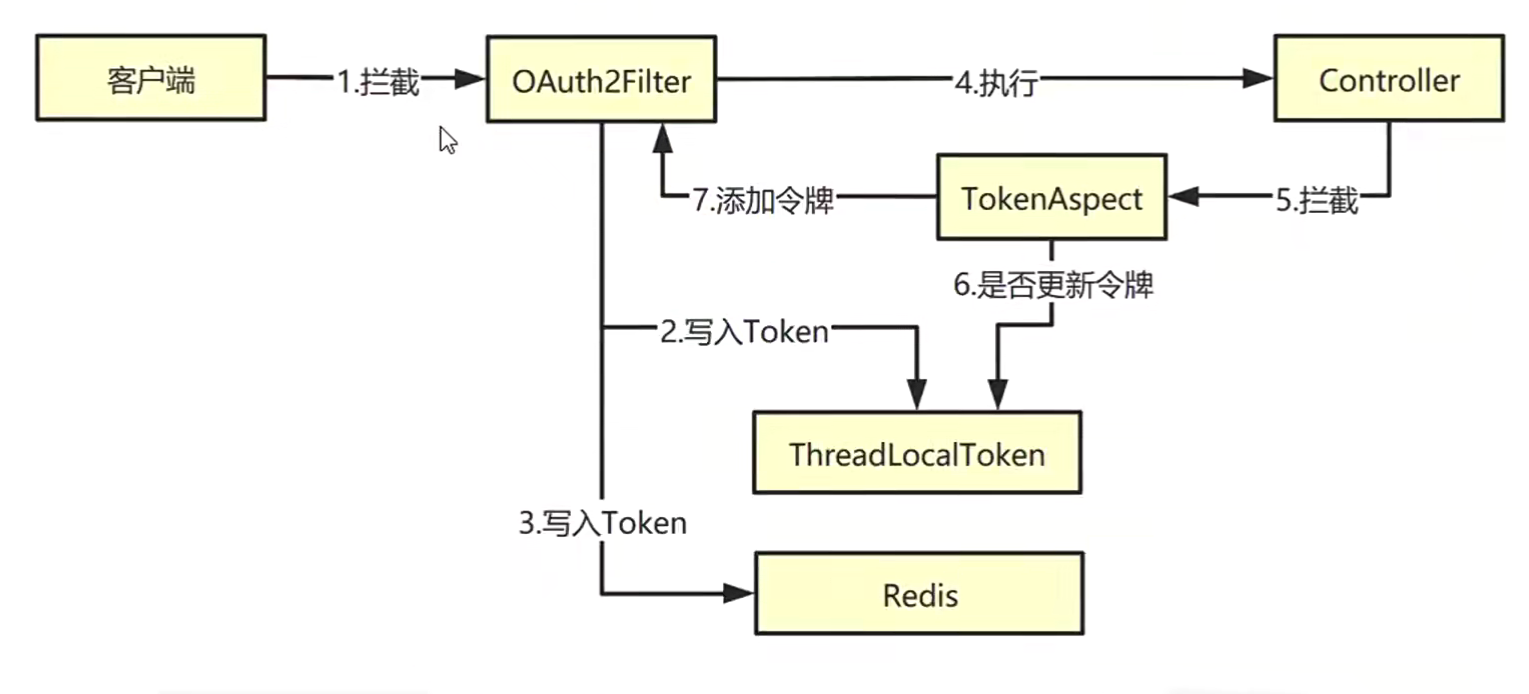 客户端
1.拦截
OAuth2Filter
4.执行
Controller
7.添加令牌
TokenAspect
5.拦截
6.是否更新令牌
2.写入Token
ThreadLocalToken
3.写入Token
Redis